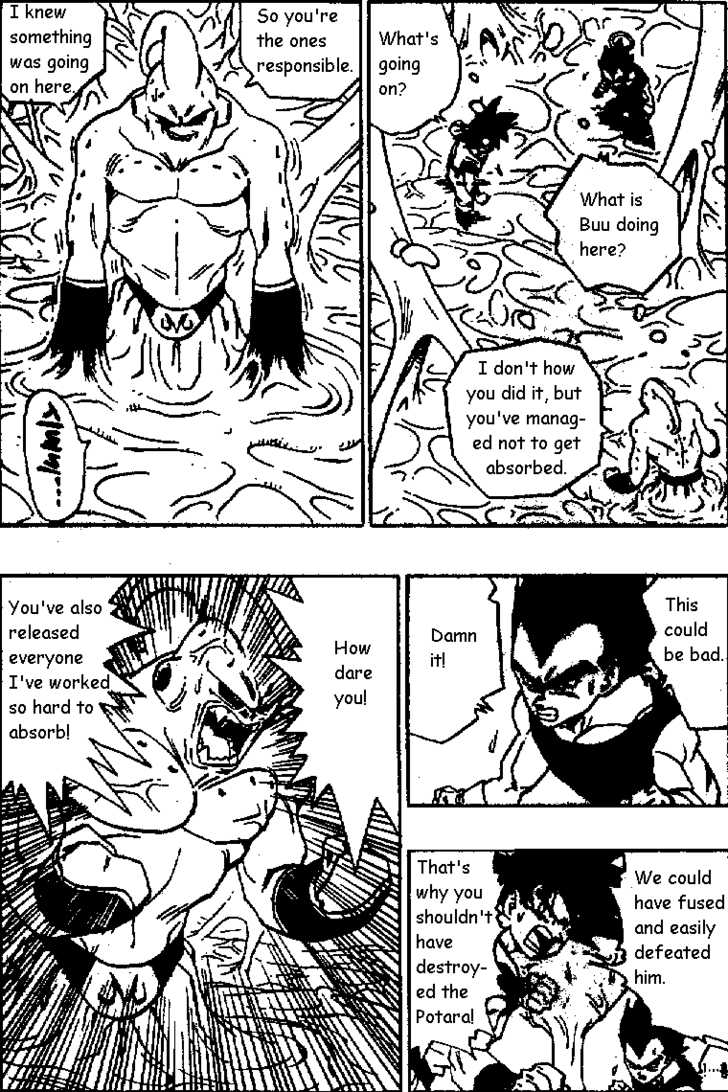 What's
going
on?
What is
Buu doing
here?
I don't how
you did it, but
you've manag-
ed not to get
absorbed.
So you're
the ones
responsible.
I knew
something
was going
on here.
This
could
be bad.
Damn
it!
How
dare
you!
You've also
released
everyone
I've worked
so hard to
absorb!
We could
have fused
and easily
defeated
him.
That's
why you
shouldn't
have
destroy-
ed the
Potara!